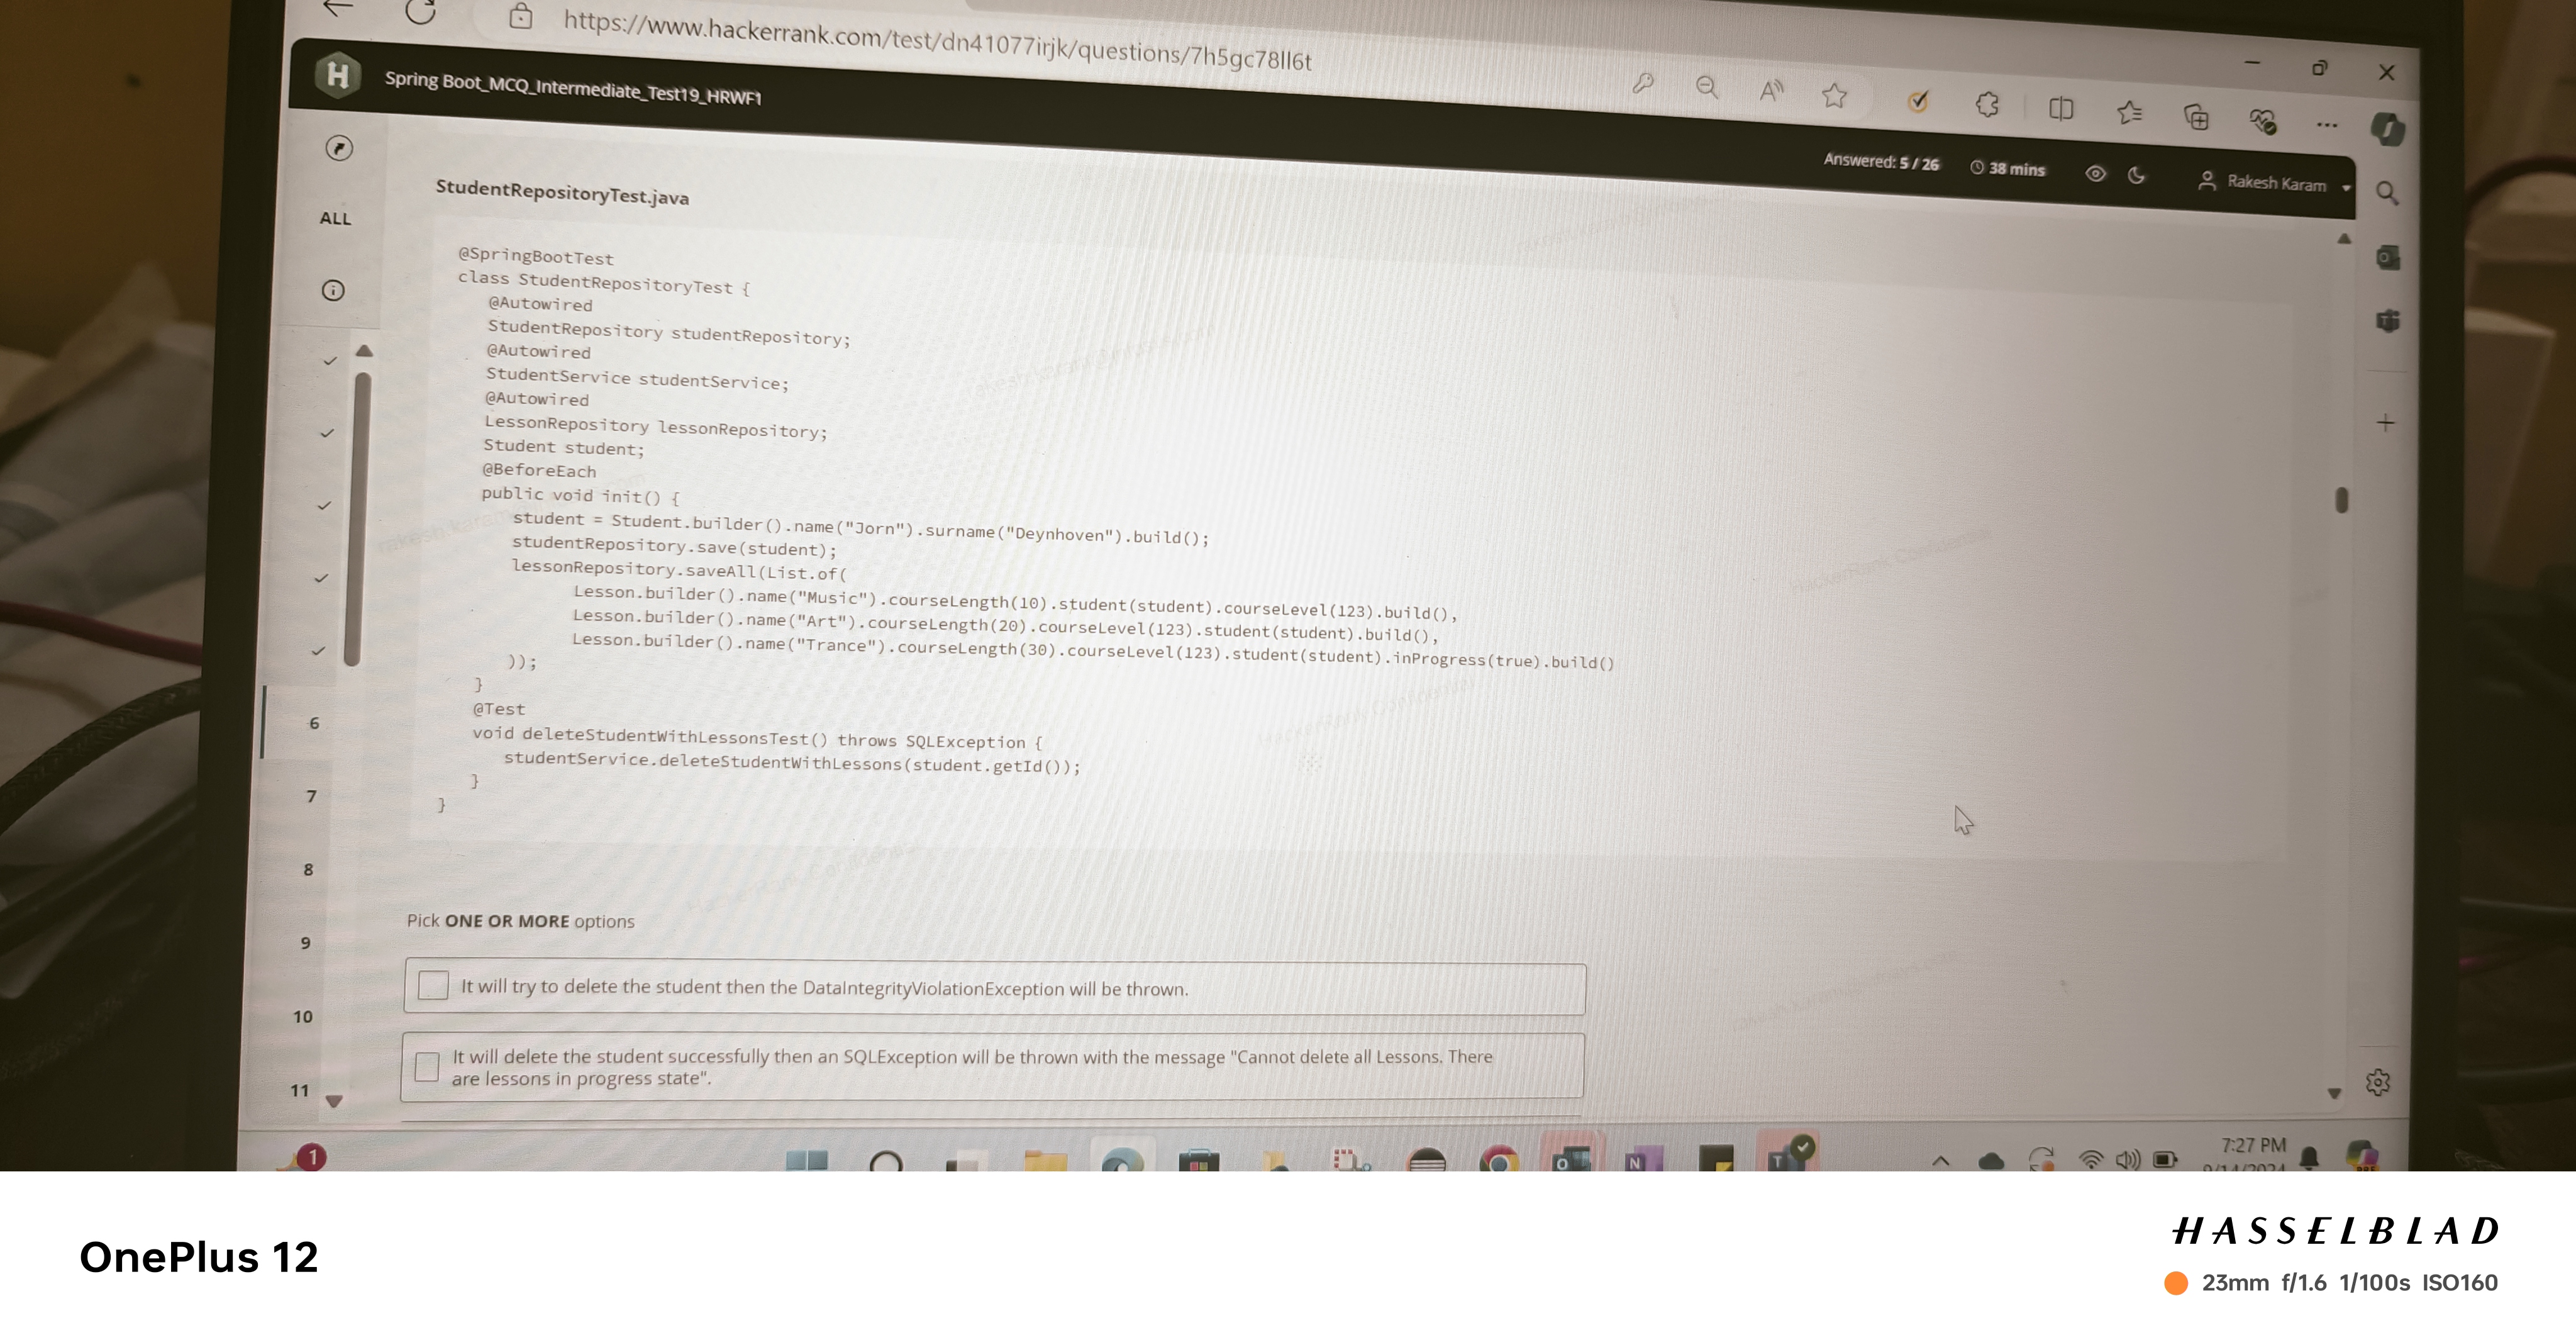 https://www.hackerrank.com/test/dn41077irjk/questions/7h5gc78ll6t
Spring Boot_MCQ_Intermediate_Test19_HRWF1
Answered: 5 / 26
38 mins
Rakesh Karam
ALL
StudentRepositoryTest.java
@SpringBootTest
class StudentRepositoryTest {
@Autowired
StudentRepository studentRepository;
@Autowired
StudentService studentService;
@Autowired
LessonRepository lessonRepository;
Student student;
@BeforeEach
public void init() {
student = Student.builder().name("Jorn").surname("Deynhoven").build();
studentRepository.save(student);
lessonRepository.saveAll(List.of(
Lesson.builder().name("Music").courseLength(10).student(student).courseLevel(123).build(),
Lesson.builder().name("Art").courseLength(20).courseLevel(123).student(student).build(),
Lesson.builder().name("Trance").courseLength(30).courseLevel(123).student(student).inProgress(true).build()
));
}
@Test
void deleteStudentWithLessonsTest() throws SQLException {
studentService.deleteStudentWithLessons(student.getId());
}
}
6
7
8
9
10
11
Pick ONE OR MORE options
It will try to delete the student then the DataIntegrityViolationException will be thrown.
It will delete the student successfully then an SQLException will be thrown with the message "Cannot delete all Lessons. There
are lessons in progress state".
1
7:27 PM
OnePlus 12
HASSELBLAD
23mm f/1.6 1/100s ISO160